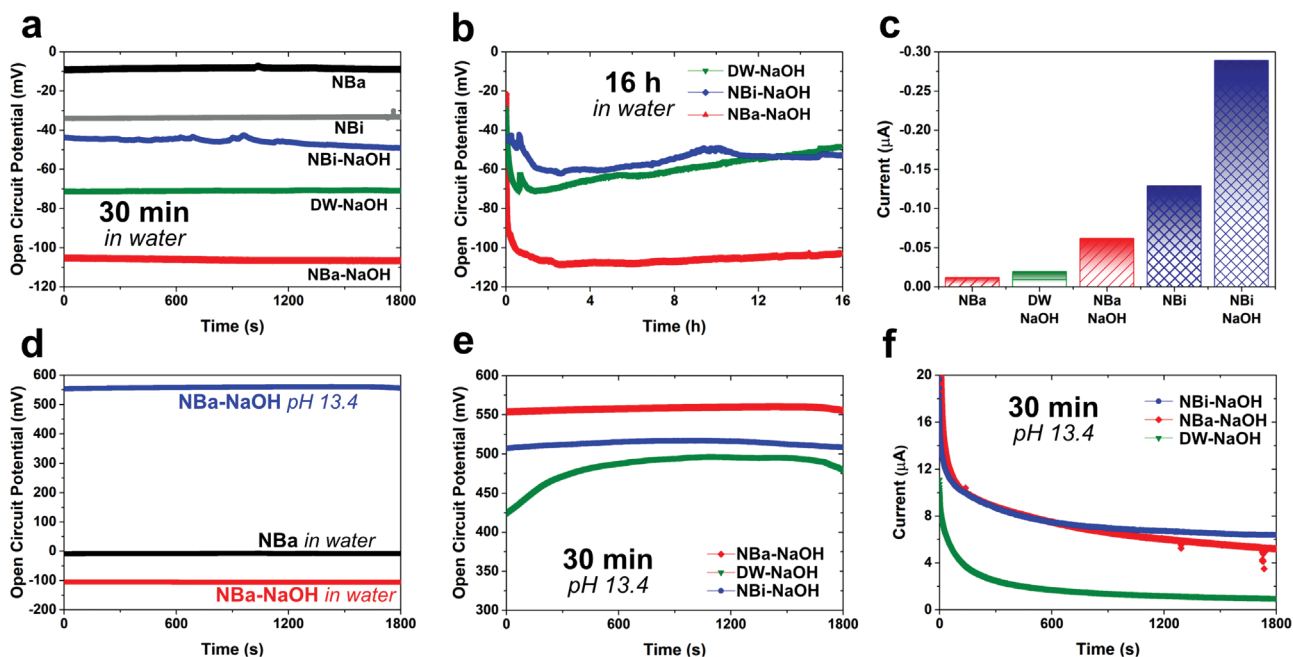 a
0
-20
-40
-60
-80
-100
-120
Open Circuit Potential (mV)
NBa
NBi
NBi-NaOH
DW-NaOH
30 min
in water
NBa-NaOH
0
600
1200
1800
Time (s)
b
0
-20
-40
-60
-80
-100
-120
Open Circuit Potential (mV)
16 h
in water
DW-NaOH
NBi-NaOH
NBa-NaOH
0
4
8
12
16
Time (h)
c
-0.30
-0.25
-0.20
-0.15
-0.10
-0.05
0.00
Current (µA)
NBa
DW
NaOH
NBa
NaOH
NBi
NBi
NaOH
d
600
500
400
300
200
100
0
-100
-200
Open Circuit Potential (mV)
NBa-NaOH pH 13.4
NBa in water
NBa-NaOH in water
0
600
1200
1800
Time (s)
e
600
550
500
450
400
350
300
Open Circuit Potential (mV)
30 min
pH 13.4
NBa-NaOH
DW-NaOH
NBi-NaOH
0
600
1200
1800
Time (s)
f
20
16
12
8
4
0
Current (µA)
30 min
pH 13.4
NBi-NaOH
NBa-NaOH
DW-NaOH
0
600
1200
1800
Time (s)